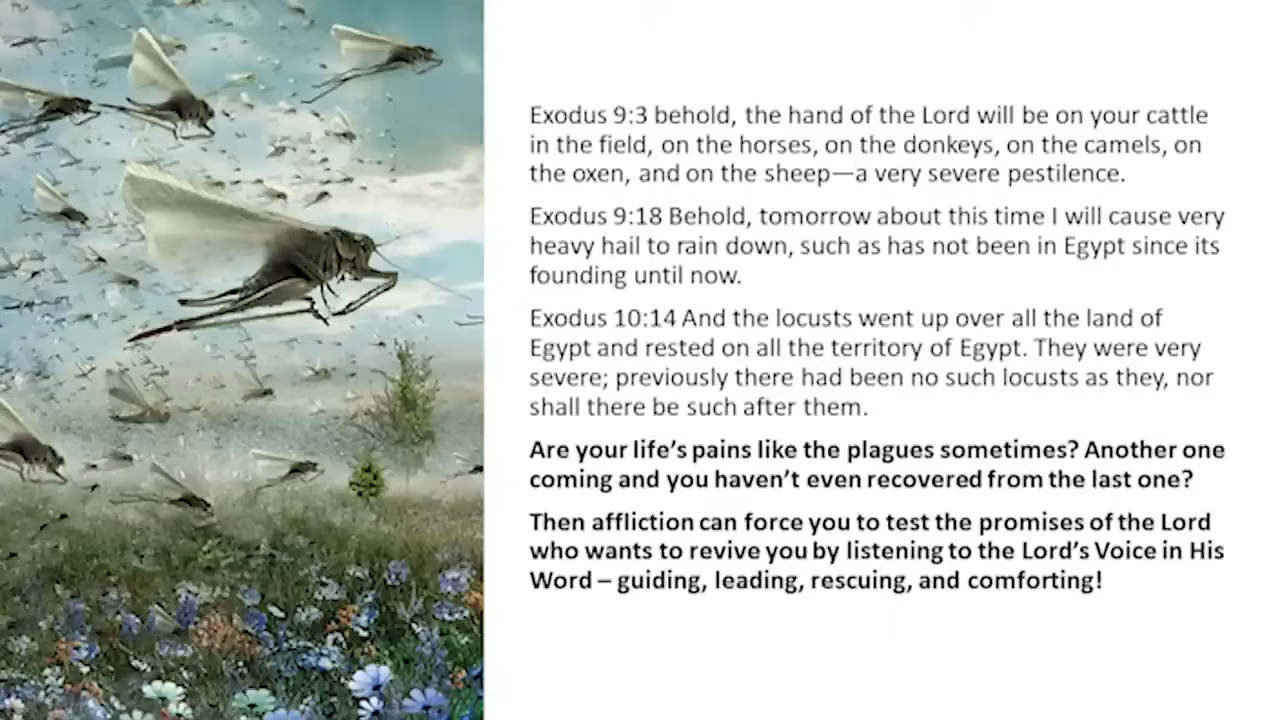 Exodus 9:3 behold, the hand of the Lord will be on your cattle
in the field, on the horses, on the donkeys, on the camels, on
the oxen, and on the sheep—a very severe pestilence.
Exodus 9:18 Behold, tomorrow about this time I will cause very
heavy hail to rain down, such as has not been in Egypt since its
founding until now.
Exodus 10:14 And the locusts went up over all the land of
Egypt and rested on all the territory of Egypt. They were very
severe; previously there had been no such locusts as they, nor
shall there be such after them.
Are your life’s pains like the plagues sometimes? Another one
coming and you haven’t even recovered from the last one?
Then affliction can force you to test the promises of the Lord
who wants to revive you by listening to the Lord’s Voice in His
Word – guiding, leading, rescuing, and comforting!